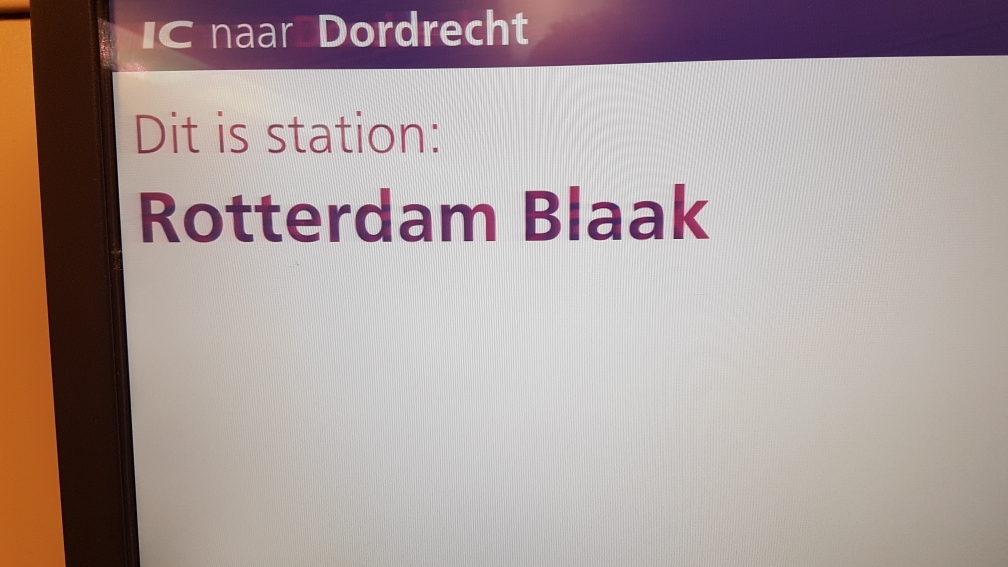 IC naar Dordrecht
Dit is station:
Rotterdam Blaak